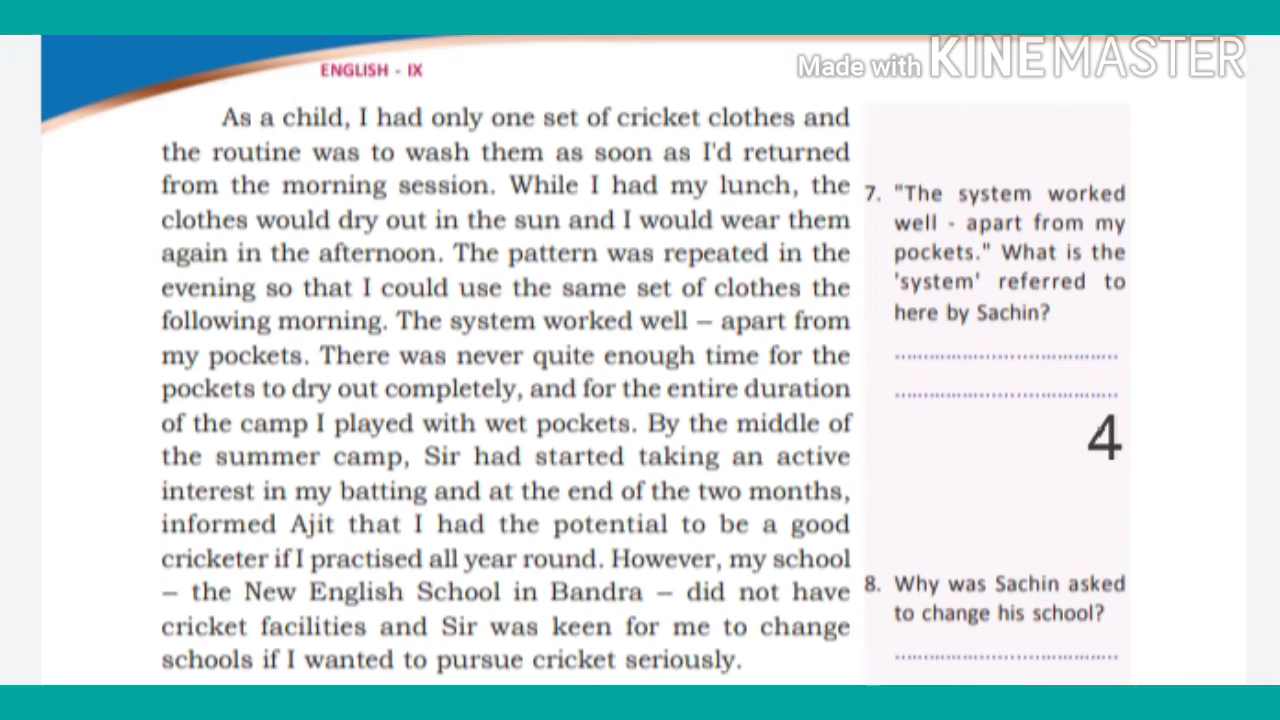 Made with KINEMASTER
ENGLISH - IX
As a child, I had only one set of cricket clothes and
the routine was to wash them as soon as I'd returned
from the morning session. While I had my lunch, the
clothes would dry out in the sun and I would wear them
again in the afternoon. The pattern was repeated in the
evening so that I could use the same set of clothes the
following morning. The system worked well – apart from
my pockets. There was never quite enough time for the
pockets to dry out completely, and for the entire duration
of the camp I played with wet pockets. By the middle of
the summer camp, Sir had started taking an active
interest in my batting and at the end of the two months,
informed Ajit that I had the potential to be a good
cricketer if I practised all year round. However, my school
– the New English School in Bandra – did not have
cricket facilities and Sir was keen for me to change
schools if I wanted to pursue cricket seriously.
7. "The system worked
well - apart from my
pockets." What is the
'system' referred to
here by Sachin?
4
8. Why was Sachin asked
to change his school?